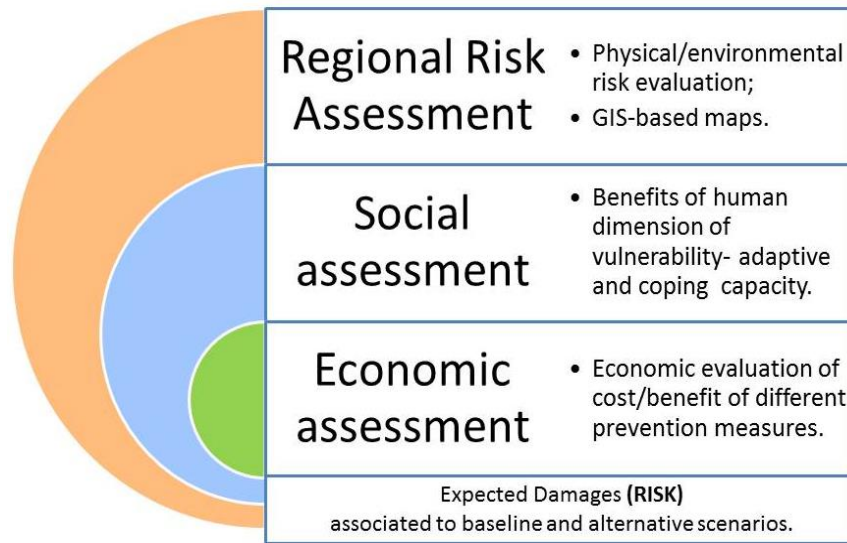 Regional Risk
Assessment
• Physical/environmental
risk evaluation;
• GIS-based maps.
Social
assessment
• Benefits of human
dimension of
vulnerability- adaptive
and coping capacity.
Economic
assessment
• Economic evaluation of
cost/benefit of different
prevention measures.
Expected Damages (RISK)
associated to baseline and alternative scenarios.